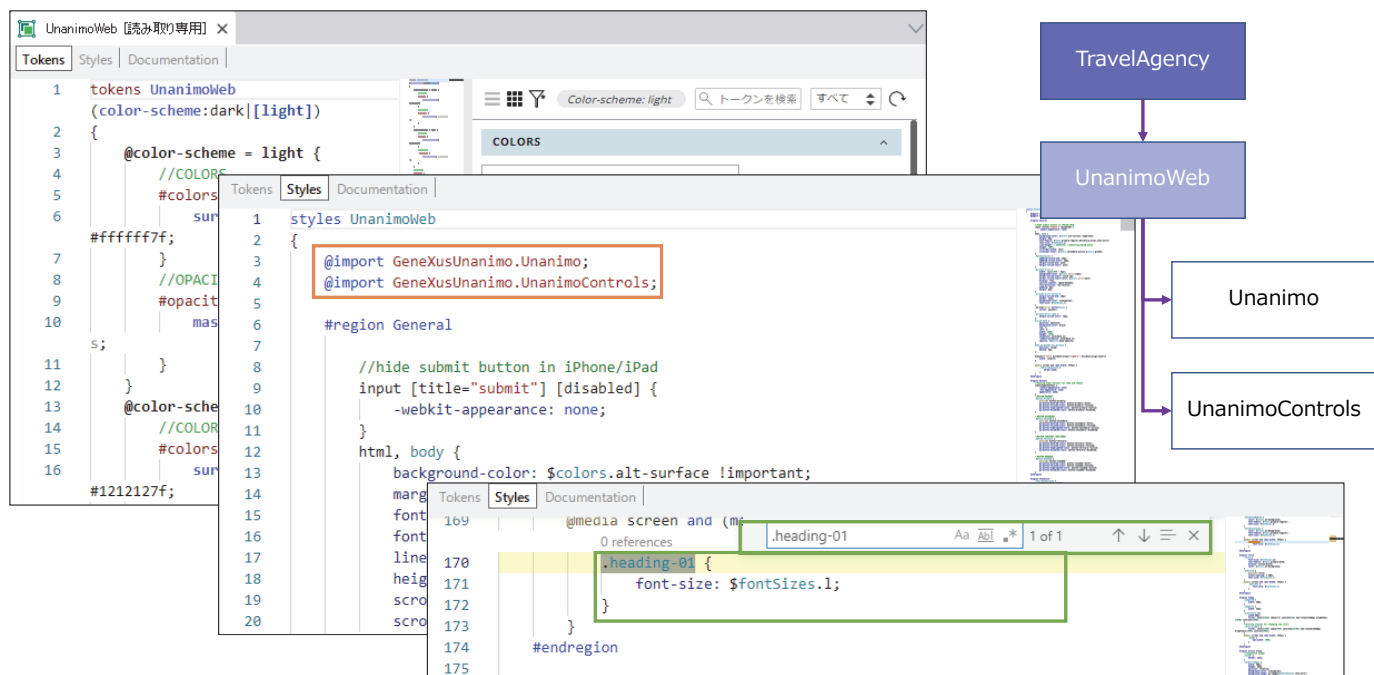 UnanimoWeb [読み取り専用]
Tokens Styles Documentation
1 tokens UnanimoWeb
(color-scheme:dark|[light])
2 {
3 @color-scheme = light {
4 //COLORS
5 #colors
6 sur
#ffffff7f;
7 }
8 //OPACI
9 #opacit
10 mas
s;
11 }
12 }
13 @color-sche
14 //COLOR
15 #colors
16 sur
#1212127f;
Color-scheme: light トークンを検索 すべて
COLORS
Tokens Styles Documentation
1 styles UnanimoWeb
2 {
3 @import GeneXusUnanimo.Unanimo;
4 @import GeneXusUnanimo.UnanimoControls;
5
6 #region General
7
8 //hide submit button in iPhone/iPad
9 input [title="submit"] [disabled] {
10 -webkit-appearance: none;
11 }
12 html, body {
13 background-color: $colors.alt-surface !important;
14 marg
15 font
16 font
17 line
18 heig
19 scro
20 scro
Tokens Styles Documentation
169 @media screen and (m
0 references
.heading-01 Aa Abl .* 1 of 1
170 .heading-01 {
171 font-size: $fontSizes.l;
172 }
173 }
174 #endregion
175
TravelAgency
UnanimoWeb
Unanimo
UnanimoControls